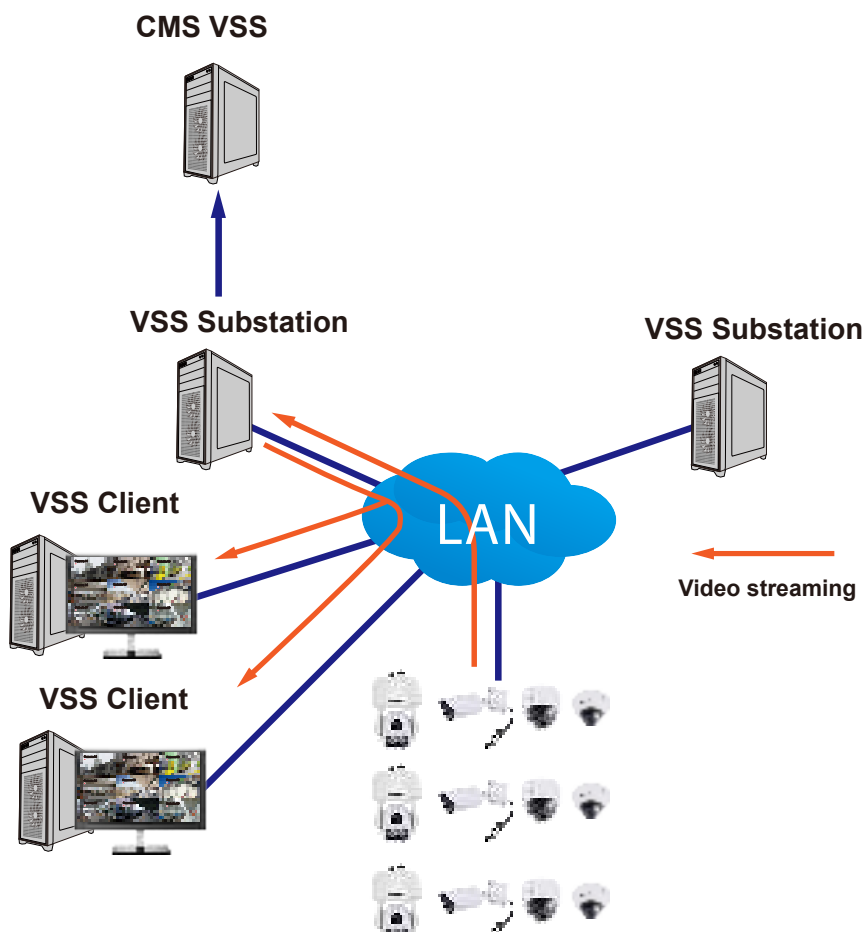 CMS VSS
VSS Substation
VSS Substation
VSS Client
LAN
Video streaming
VSS Client